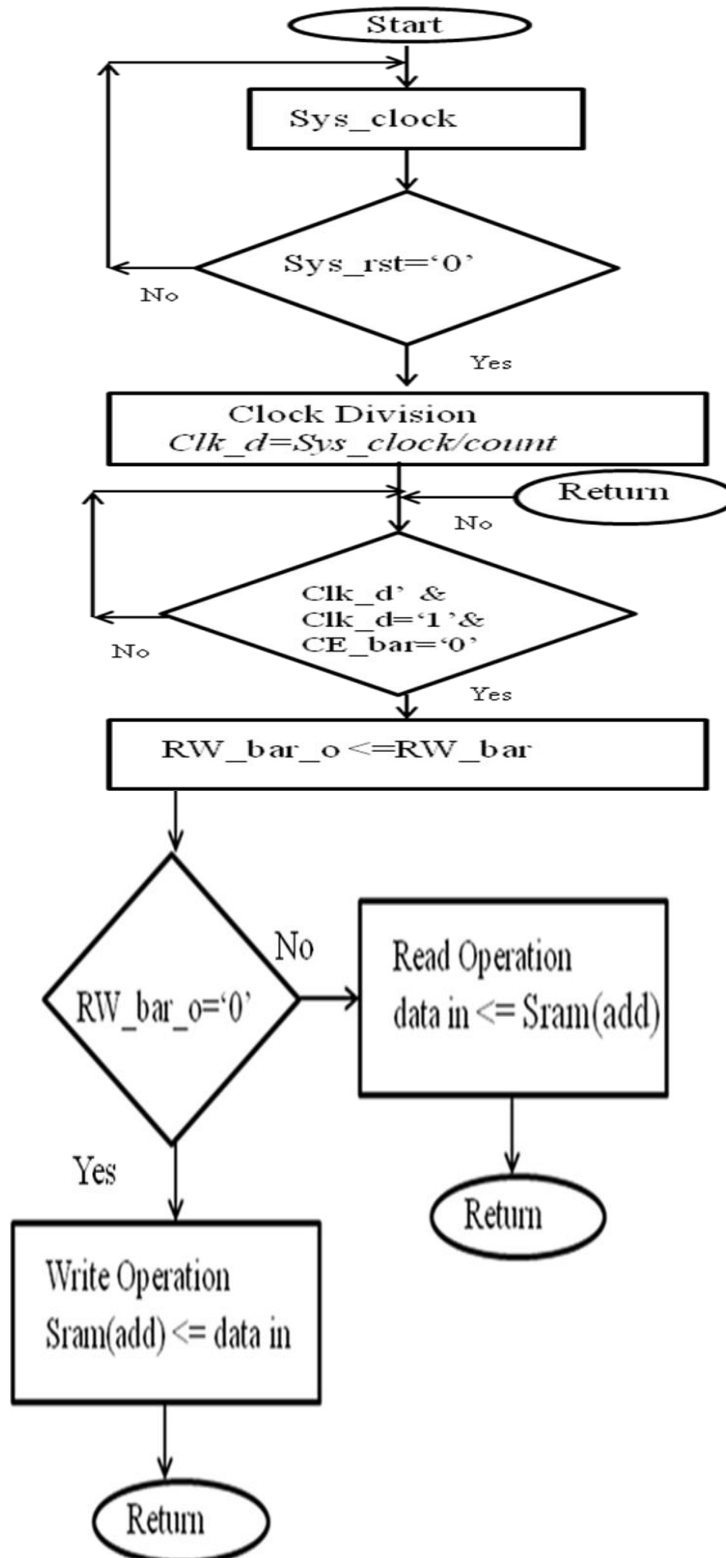 Start
Sys_clock
Sys_rst=‘0’
No
Yes
Clock Division
Clk_d=Sys_clock/count
Return
No
Clk_d’ &
Clk_d=‘1’&
CE_bar=‘0’
No
Yes
RW_bar_o <=RW_bar
RW_bar_o=‘0’
No
Read Operation
data in <= Sram(add)
Yes
Return
Write Operation
Sram(add) <= data in
Return